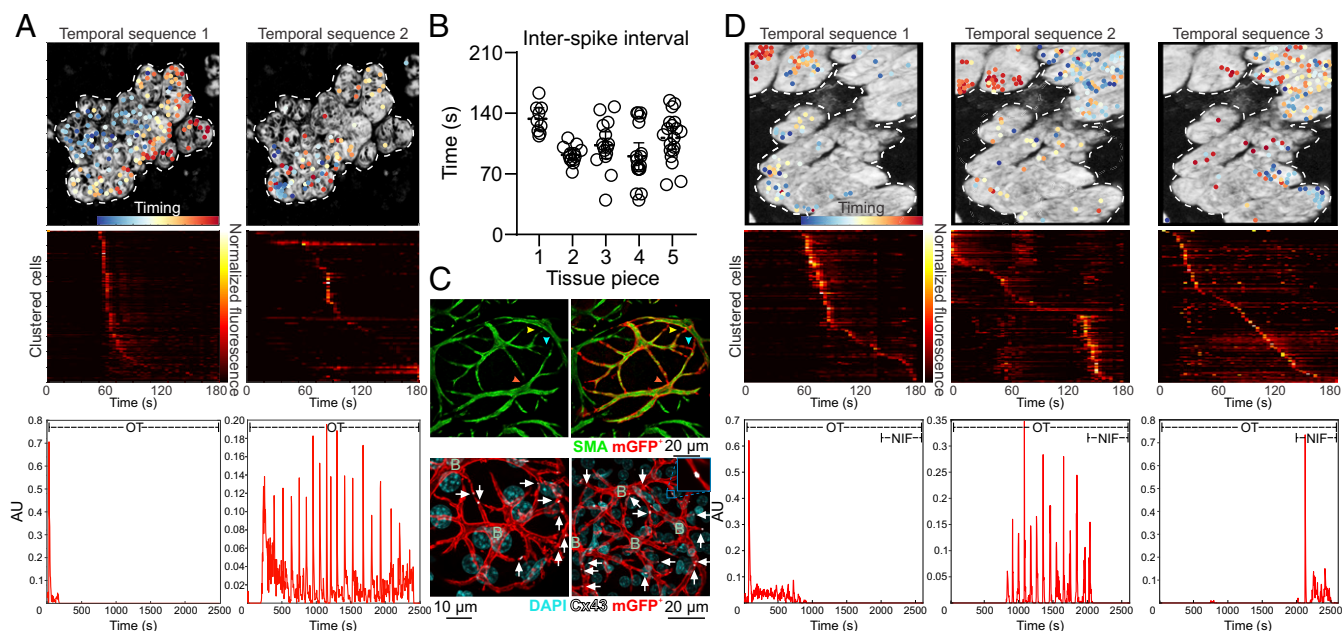 A
Temporal sequence 1
Temporal sequence 2
Timing
Clustered cells
Normalized fluorescence
0 60 120 180
Time (s)
0 60 120 180
Time (s)
OT
AU
0.8
0.7
0.6
0.5
0.4
0.3
0.2
0.1
0
0 500 1000 1500 2000 2500
Time (s)
OT
0.20
0.18
0.16
0.14
0.12
0.10
0.08
0.06
0.04
0.02
0 500 1000 1500 2000 2500
Time (s)
B
Inter-spike interval
Time (s)
210
140
70
0
1 2 3 4 5
Tissue piece
C
SMA mGFP+
20 µm
B
B
B
B
B
B
10 µm
DAPI Cx43 mGFP+
20 µm
D
Temporal sequence 1
Temporal sequence 2
Temporal sequence 3
Timing
Clustered cells
Normalized fluorescence
0 60 120 180
Time (s)
0 60 120 180
Time (s)
0 60 120 180
Time (s)
OT
NIF
AU
0.7
0.6
0.5
0.4
0.3
0.2
0.1
0
0 500 1000 1500 2000 2500
Time (s)
OT
NIF
0.35
0.30
0.25
0.20
0.15
0.10
0.05
0 500 1000 1500 2000 2500
Time (s)
OT
NIF
0.8
0.7
0.6
0.5
0.4
0.3
0.2
0.1
0
0 500 1000 1500 2000 2500
Time (s)